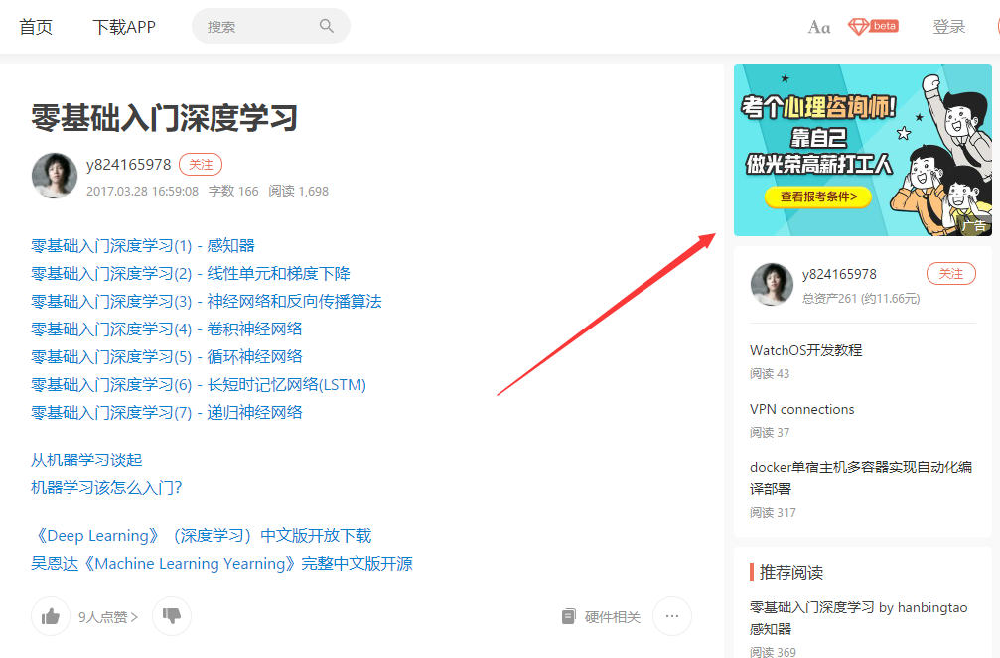 首页 下载APP 搜索 Aa beta 登录
零基础入门深度学习
y824165978 关注
2017.03.28 16:59:08 字数 166 阅读 1,698
零基础入门深度学习(1) - 感知器
零基础入门深度学习(2) - 线性单元和梯度下降
零基础入门深度学习(3) - 神经网络和反向传播算法
零基础入门深度学习(4) - 卷积神经网络
零基础入门深度学习(5) - 循环神经网络
零基础入门深度学习(6) - 长短时记忆网络(LSTM)
零基础入门深度学习(7) - 递归神经网络
从机器学习谈起
机器学习该怎么入门？
《Deep Learning》（深度学习）中文版开放下载
吴恩达《Machine Learning Yearning》完整中文版开源
9人点赞>
硬件相关
考个心理咨询师!
靠自己
做光荣高薪打工人
查看报考条件>
广告
y824165978 关注
总资产261 (约11.66元)
WatchOS开发教程
阅读 43
VPN connections
阅读 37
docker单宿主机多容器实现自动化编
译部署
阅读 317
推荐阅读
零基础入门深度学习 by hanbingtao
感知器
阅读 369